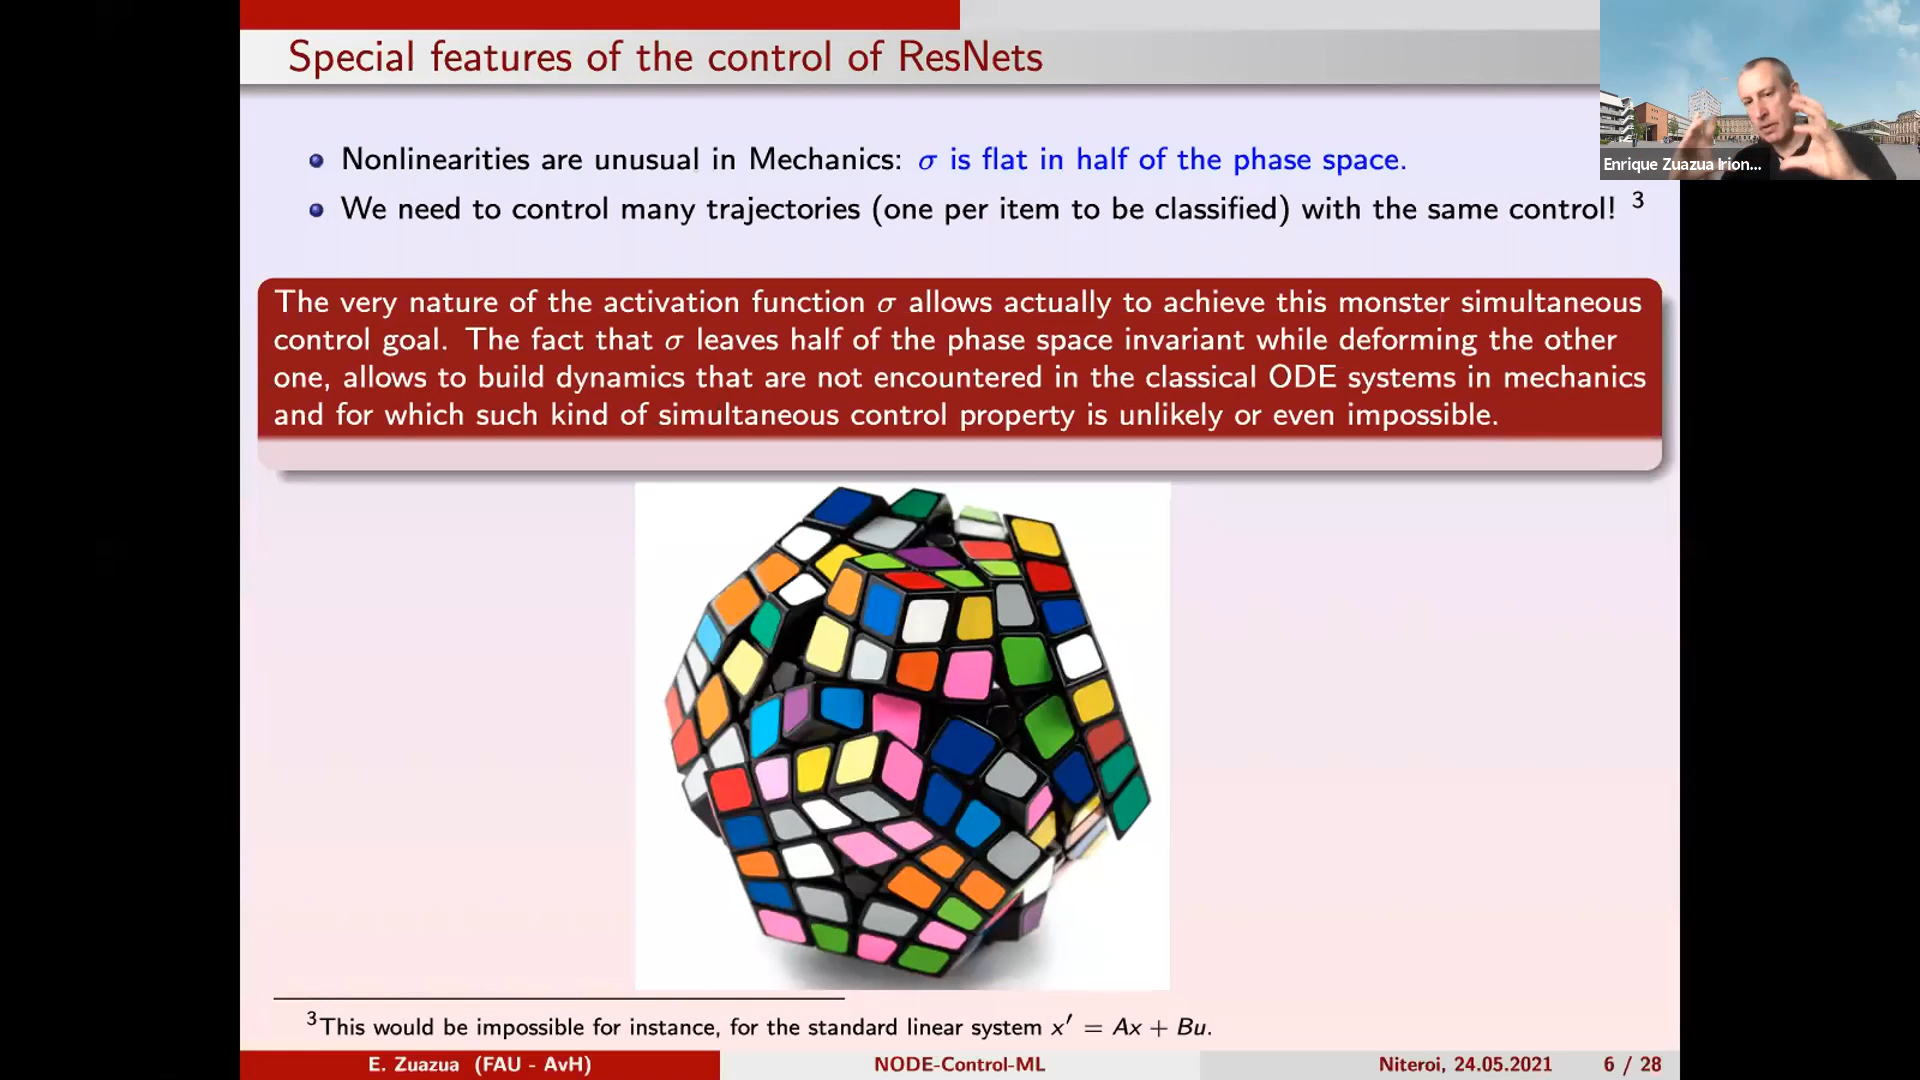 Special features of the control of ResNets
Enrique Zuazua Irion...
Nonlinearities are unusual in Mechanics: σ is flat in half of the phase space.
We need to control many trajectories (one per item to be classified) with the same control! 3
The very nature of the activation function σ allows actually to achieve this monster simultaneous
control goal. The fact that σ leaves half of the phase space invariant while deforming the other
one, allows to build dynamics that are not encountered in the classical ODE systems in mechanics
and for which such kind of simultaneous control property is unlikely or even impossible.
3This would be impossible for instance, for the standard linear system x′ = Ax + Bu.
E. Zuazua (FAU - AvH) NODE-Control-ML Niteroi, 24.05.2021 6 / 28